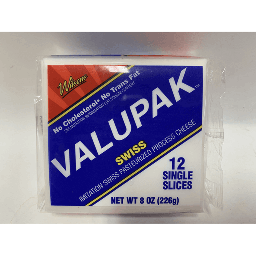 No Cholesterol • No Trans Fat
VALUPAK
SWISS
IMITATION SWISS PASTEURIZED PROCESS CHEESE
12
SINGLE
SLICES
NET WT 8 OZ (226g)